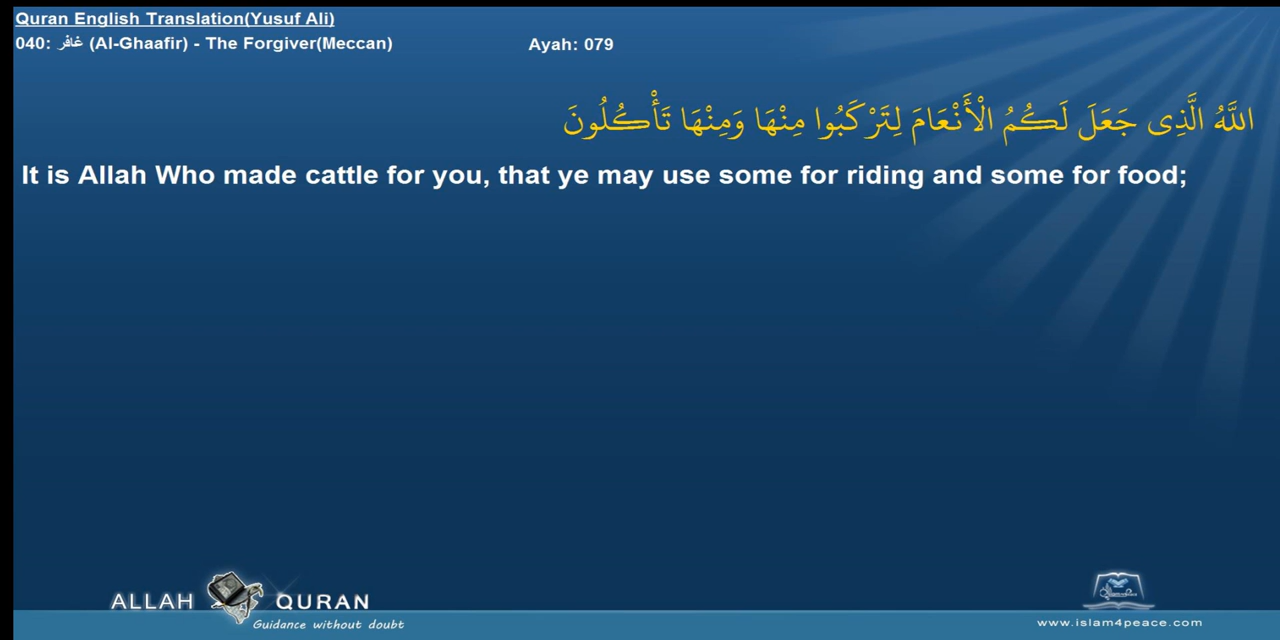 Quran English Translation(Yusuf Ali)
040: غافر (Al-Ghaafir) - The Forgiver(Meccan) Ayah: 079
اللَّهُ الَّذِى جَعَلَ لَكُمُ الْأَنْعَامَ لِتَرْكَبُوا مِنْهَا وَمِنْهَا تَأْكُلُونَ
It is Allah Who made cattle for you, that ye may use some for riding and some for food;
ALLAH QURAN
Guidance without doubt
www.islam4peace.com